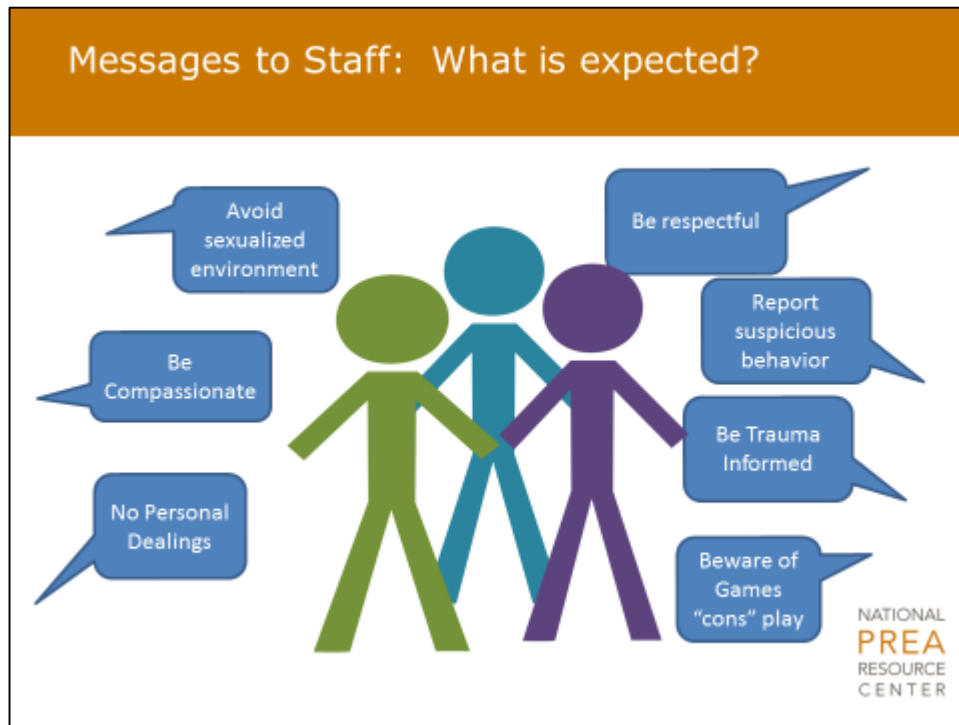 Messages to Staff:  What is expected?
Avoid
sexualized
environment
Be
Compassionate
No Personal
Dealings
Be respectful
Report
suspicious
behavior
Be Trauma
Informed
Beware of
Games
“cons” play
NATIONAL
PREA
RESOURCE
CENTER